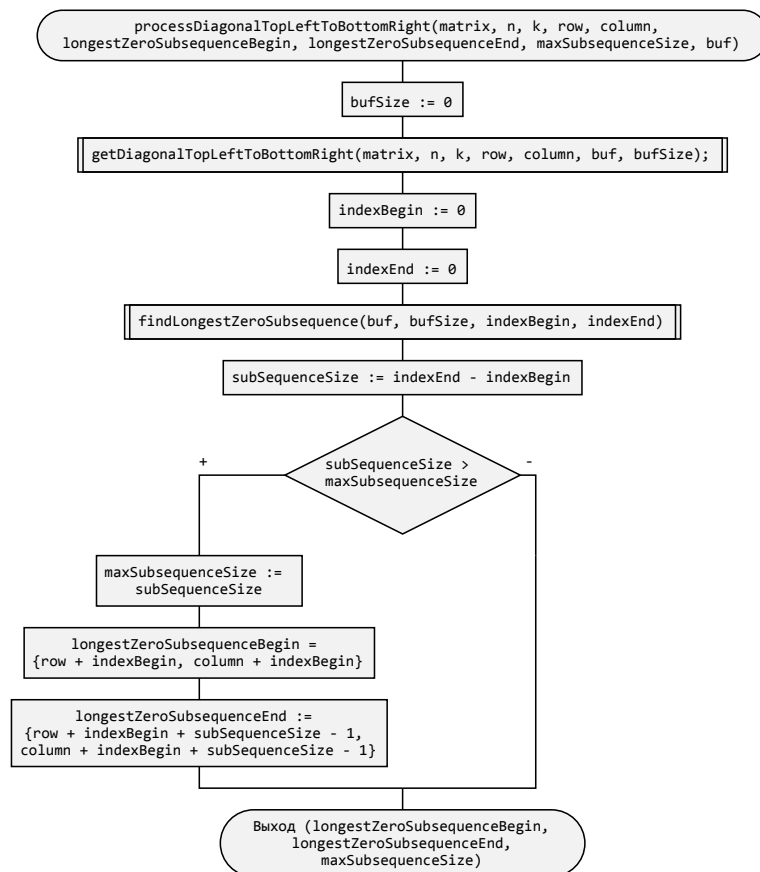 processDiagonalTopLeftToBottomRight(matrix, n, k, row, column,
longestZeroSubsequenceBegin, longestZeroSubsequenceEnd, maxSubsequenceSize, buf)
bufSize := 0
getDiagonalTopLeftToBottomRight(matrix, n, k, row, column, buf, bufSize);
indexBegin := 0
indexEnd := 0
findLongestZeroSubsequence(buf, bufSize, indexBegin, indexEnd)
subSequenceSize := indexEnd - indexBegin
+
-
subSequenceSize >
maxSubsequenceSize
maxSubsequenceSize :=
subSequenceSize
longestZeroSubsequenceBegin =
{row + indexBegin, column + indexBegin}
longestZeroSubsequenceEnd :=
{row + indexBegin + subSequenceSize - 1,
column + indexBegin + subSequenceSize - 1}
Выход (longestZeroSubsequenceBegin,
longestZeroSubsequenceEnd,
maxSubsequenceSize)